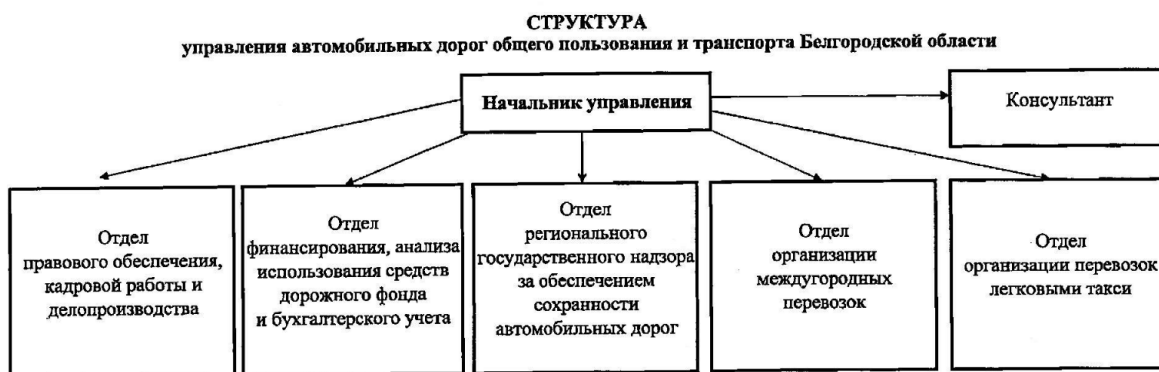 СТРУКТУРА
управления автомобильных дорог общего пользования и транспорта Белгородской области
Начальник управления
Консультант
Отдел
правового обеспечения,
кадровой работы и
делопроизводства
Отдел
финансирования, анализа
использования средств
дорожного фонда
и бухгалтерского учета
Отдел
регионального
государственного надзора
за обеспечением
сохранности
автомобильных дорог
Отдел
организации
междугородных
перевозок
Отдел
организации перевозок
легковыми такси